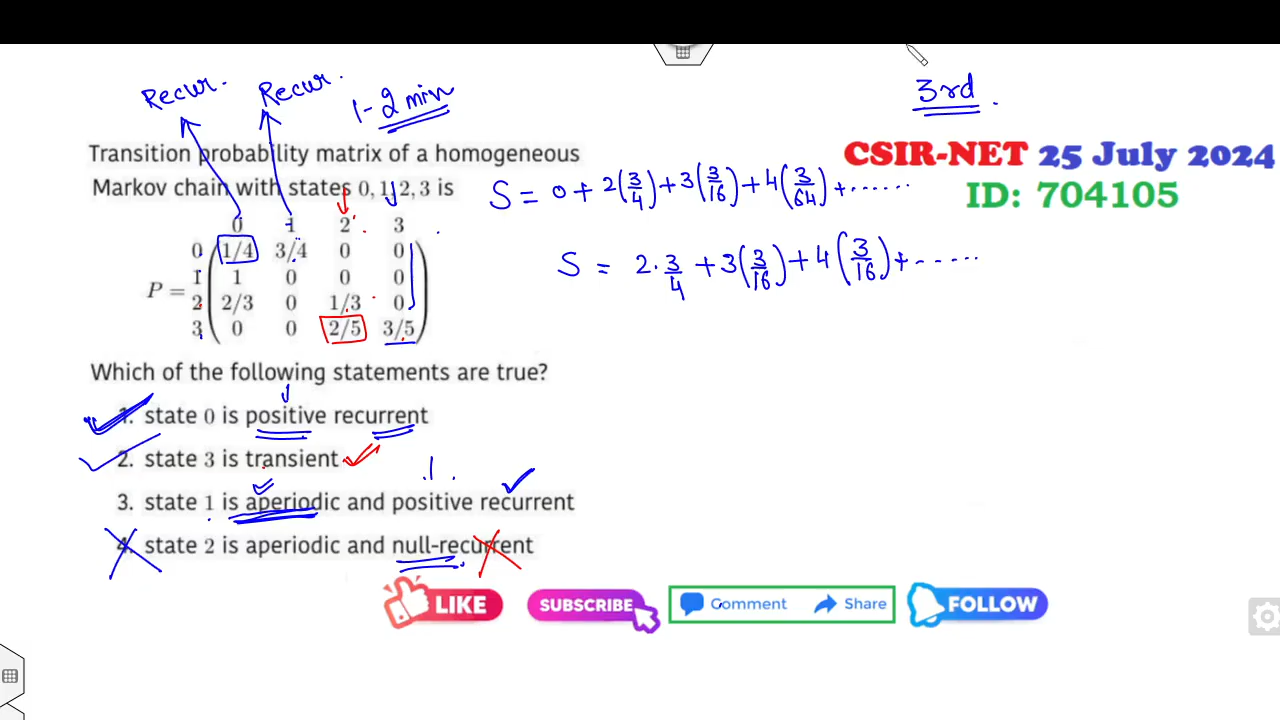 Recur.
Recur.
1-2 min
3rd.
Transition probability matrix of a homogeneous
Markov chain with states 0, 1, 2, 3 is
CSIR-NET 25 July 2024
ID: 704105
S = 0 + 2(3/4) + 3(3/16) + 4(3/64) + ......
0 1 2 3
0 1/4 3/4 0 0
1 1 0 0 0
P = 2 2/3 0 1/3 0
3 0 0 2/5 3/5
S = 2. 3/4 + 3(3/16) + 4(3/16) + ......
Which of the following statements are true?
1. state 0 is positive recurrent
2. state 3 is transient
3. state 1 is aperiodic and positive recurrent
4. state 2 is aperiodic and null-recurrent
LIKE
SUBSCRIBE
Comment
Share
FOLLOW